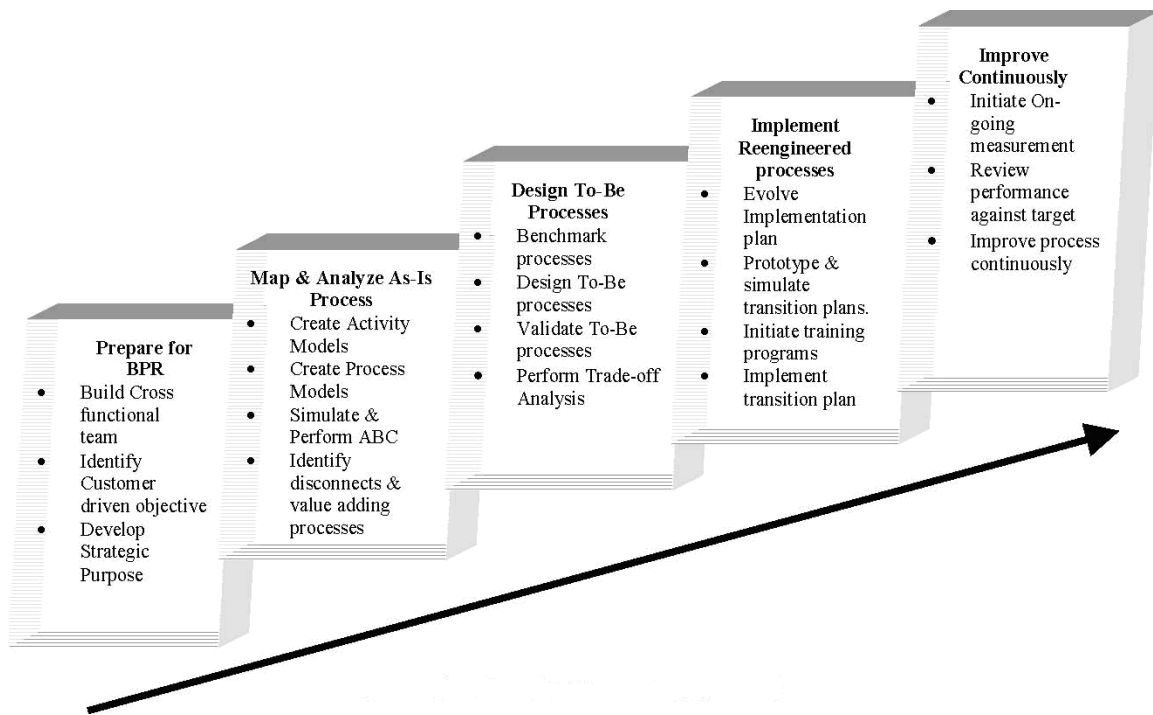 Prepare for
BPR
• Build Cross
functional
team
• Identify
Customer
driven objective
• Develop
Strategic
Purpose
Map & Analyze As-Is
Process
• Create Activity
Models
• Create Process
Models
• Simulate &
Perform ABC
• Identify
disconnects &
value adding
processes
Design To-Be
Processes
• Benchmark
processes
• Design To-Be
processes
• Validate To-Be
processes
• Perform Trade-off
Analysis
Implement
Reengineered
processes
• Evolve
Implementation
plan
• Prototype &
simulate
transition plans.
• Initiate training
programs
• Implement
transition plan
Improve
Continuously
• Initiate On-
going
measurement
• Review
performance
against target
• Improve process
continuously